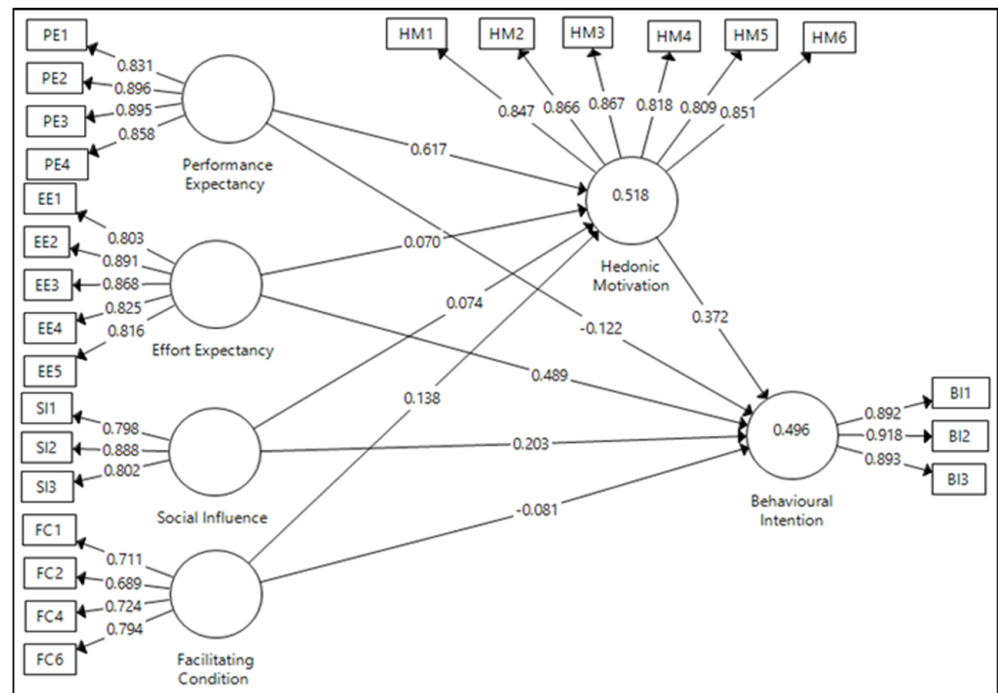 PE1
PE2
PE3
PE4
0.831
0.896
0.895
0.858
Performance
Expectancy
EE1
EE2
EE3
EE4
EE5
0.803
0.891
0.868
0.825
0.816
Effort Expectancy
SI1
SI2
SI3
0.798
0.888
0.802
Social Influence
FC1
FC2
FC4
FC6
0.711
0.689
0.724
0.794
Facilitating
Condition
HM1
HM2
HM3
HM4
HM5
HM6
0.847
0.866
0.867
0.818
0.809
0.851
0.518
Hedonic
Motivation
0.617
0.070
0.074
0.138
-0.122
0.489
0.203
-0.081
0.372
0.496
Behavioural
Intention
0.892
0.918
0.893
BI1
BI2
BI3